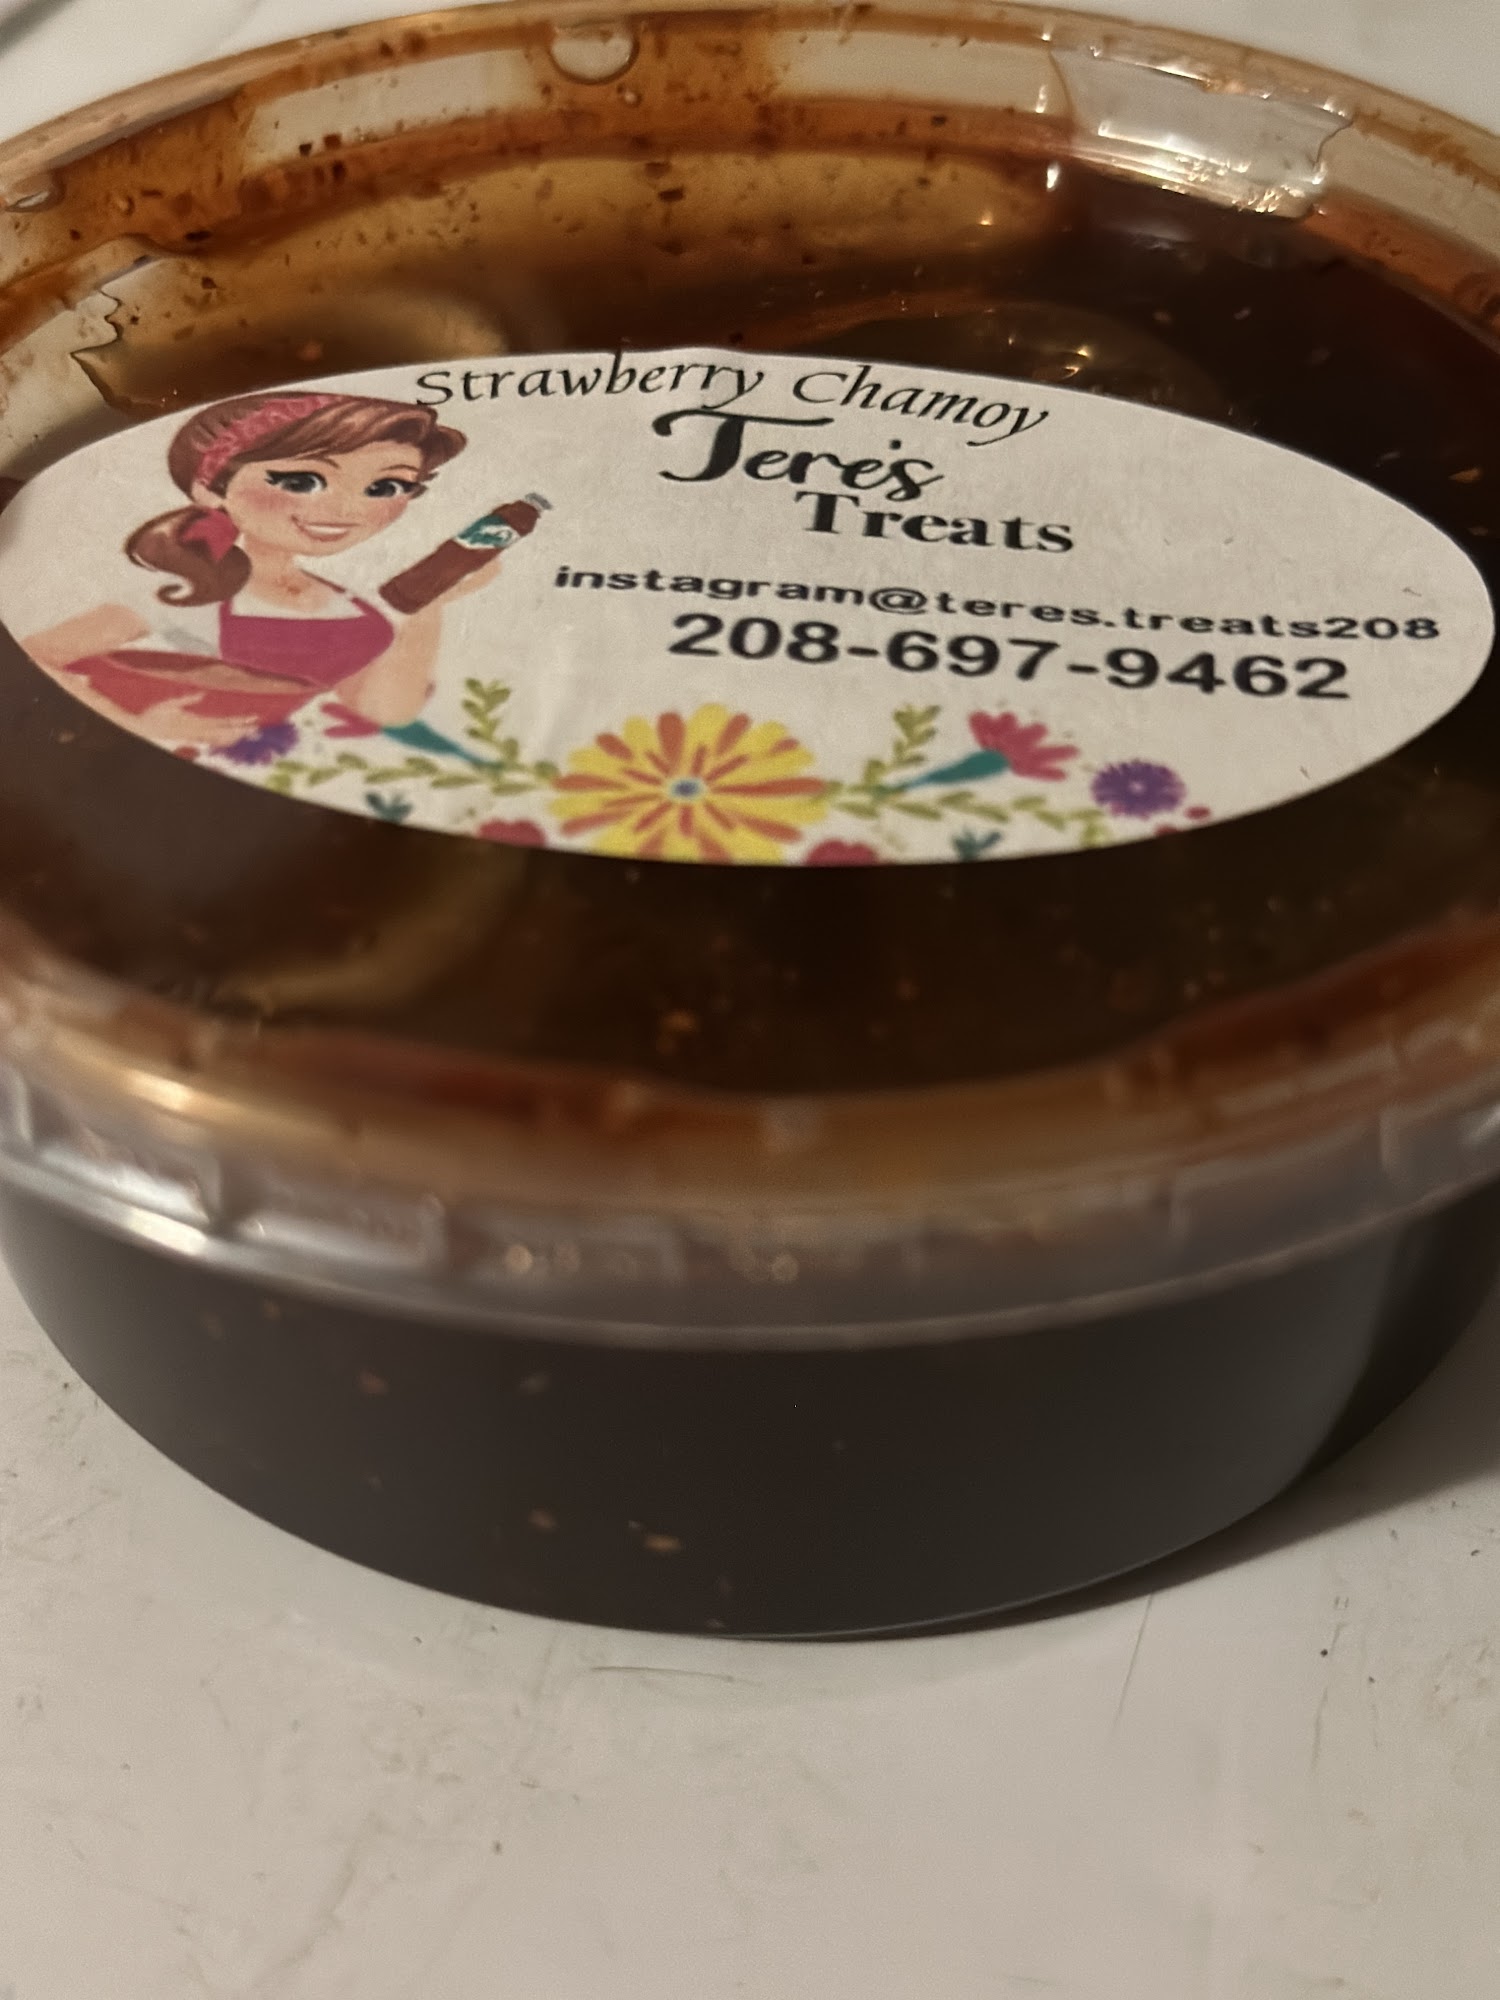 Strawberry Chamoy
Tere's
Treats
instagram@teres.treats208
208-697-9462